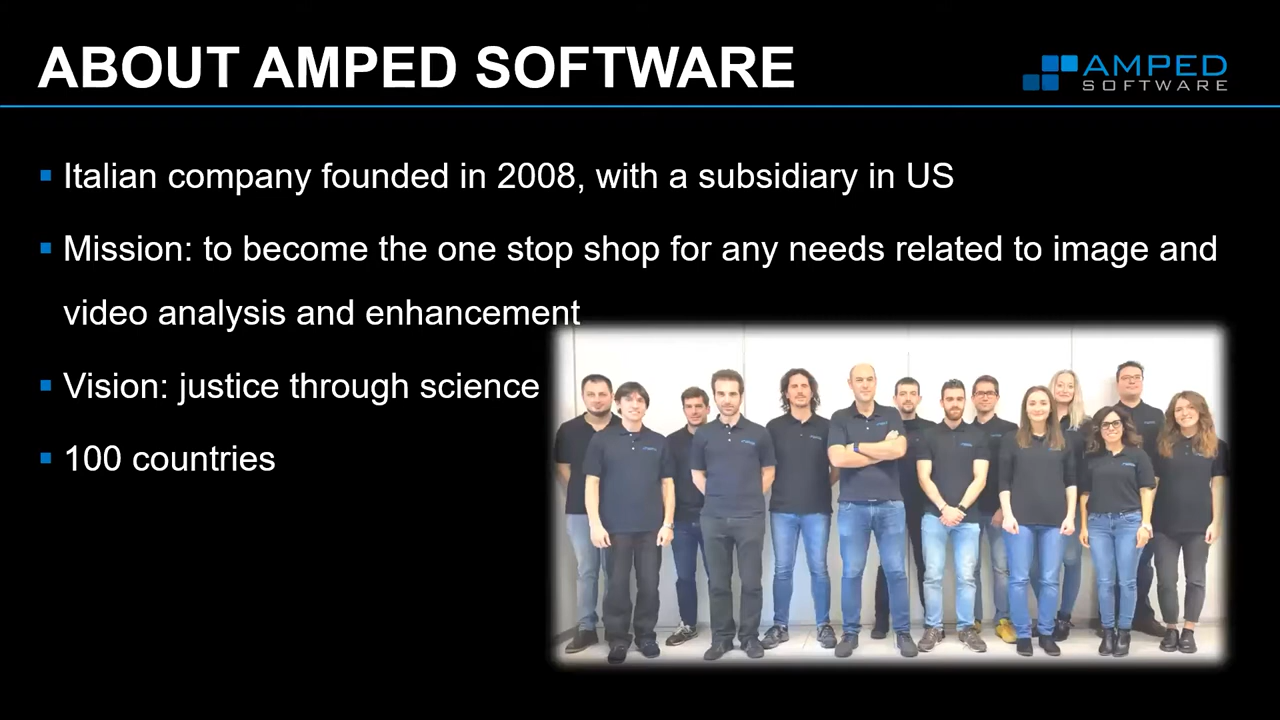 ABOUT AMPED SOFTWARE
AMPED
SOFTWARE
Italian company founded in 2008, with a subsidiary in US
Mission: to become the one stop shop for any needs related to image and
video analysis and enhancement
Vision: justice through science
100 countries